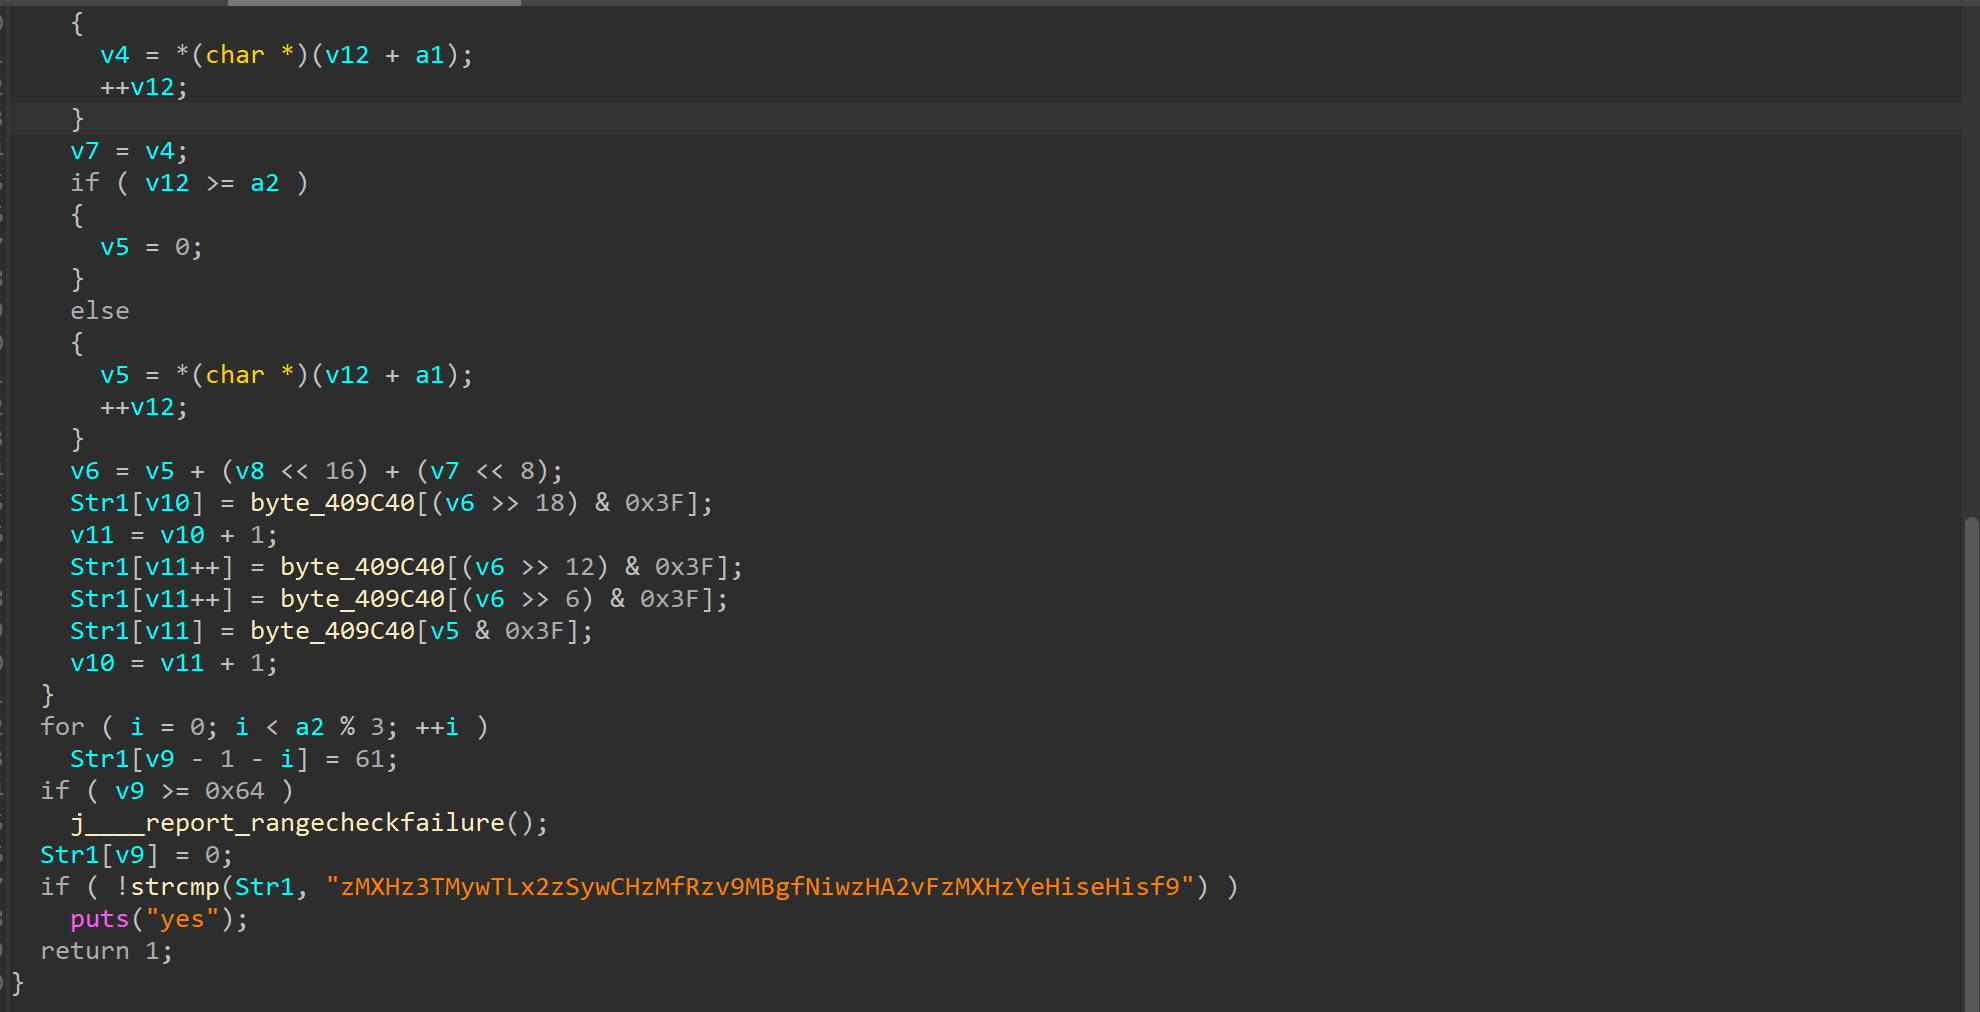 {
v4 = *(char *)(v12 + a1);
++v12;
}
v7 = v4;
if ( v12 >= a2 )
{
v5 = 0;
}
else
{
v5 = *(char *)(v12 + a1);
++v12;
}
v6 = v5 + (v8 << 16) + (v7 << 8);
Str1[v10] = byte_409C40[(v6 >> 18) & 0x3F];
v11 = v10 + 1;
Str1[v11++] = byte_409C40[(v6 >> 12) & 0x3F];
Str1[v11++] = byte_409C40[(v6 >> 6) & 0x3F];
Str1[v11] = byte_409C40[v5 & 0x3F];
v10 = v11 + 1;
}
for ( i = 0; i < a2 % 3; ++i )
Str1[v9 - 1 - i] = 61;
if ( v9 >= 0x64 )
j____report_rangecheckfailure();
Str1[v9] = 0;
if ( !strcmp(Str1, "zMXHz3TMywTLx2zSywCHzMfRzv9MBgfNiwzHA2vFzMXHzYeHiseHisf9") )
puts("yes");
return 1;
}